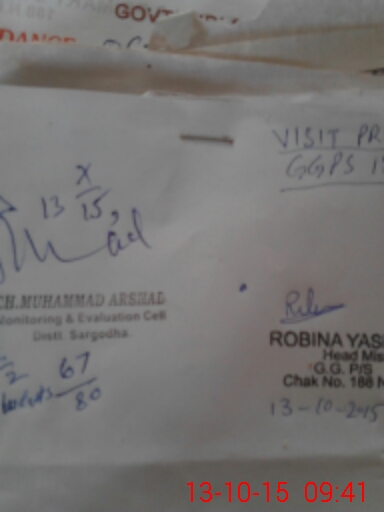 GOVT
VISIT PR
GGPS
13 X 15,
CH.MUHAMMAD ARSHAD
Monitoring & Evaluation Cell
Distt. Sargodha.
67
80
ROBINA YAS
Head Mis
G.G. P/S
Chak No. 188 N
13-10-2015
13-10-15 09:41